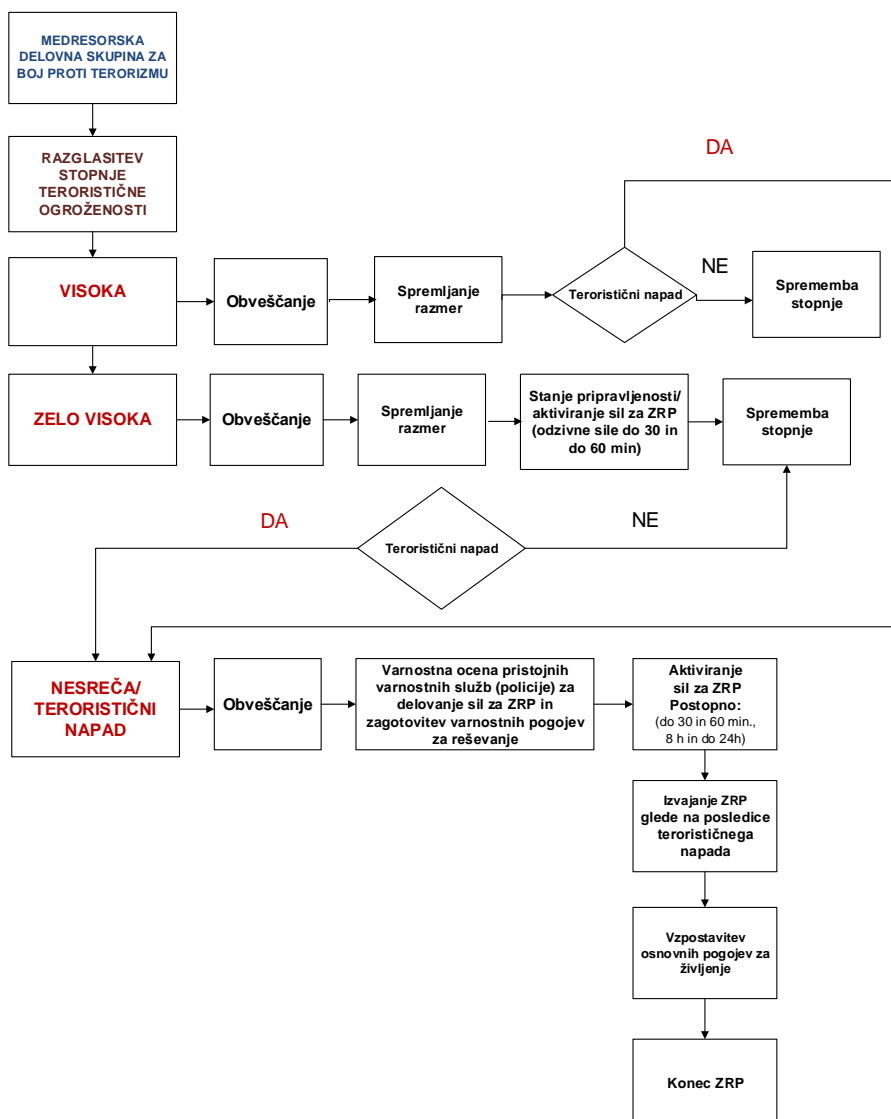 MEDRESORSKA
DELOVNA SKUPINA ZA
BOJ PROTI TERORIZMU
RAZGLASITEV
STOPNJE
TERORISTIČNE
OGROŽENOSTI
DA
VISOKA
Obveščanje
Spremljanje
razmer
Teroristični napad
NE
Sprememba
stopnje
ZELO VISOKA
Obveščanje
Spremljanje
razmer
Stanje pripravljenosti/
aktiviranje sil za ZRP
(odzivne sile do 30 in
do 60 min)
Sprememba
stopnje
DA
Teroristični napad
NE
NESREČA/
TERORISTIČNI
NAPAD
Obveščanje
Varnostna ocena pristojnih
varnostnih služb (policije) za
delovanje sil za ZRP in
zagotovitev varnostnih pogojev
za reševanje
Aktiviranje
sil za ZRP
Postopno:
(do 30 in 60 min.,
8 h in do 24h)
Izvajanje ZRP
glede na posledice
terorističnega
napada
Vzpostavitev
osnovnih pogojev za
življenje
Konec ZRP